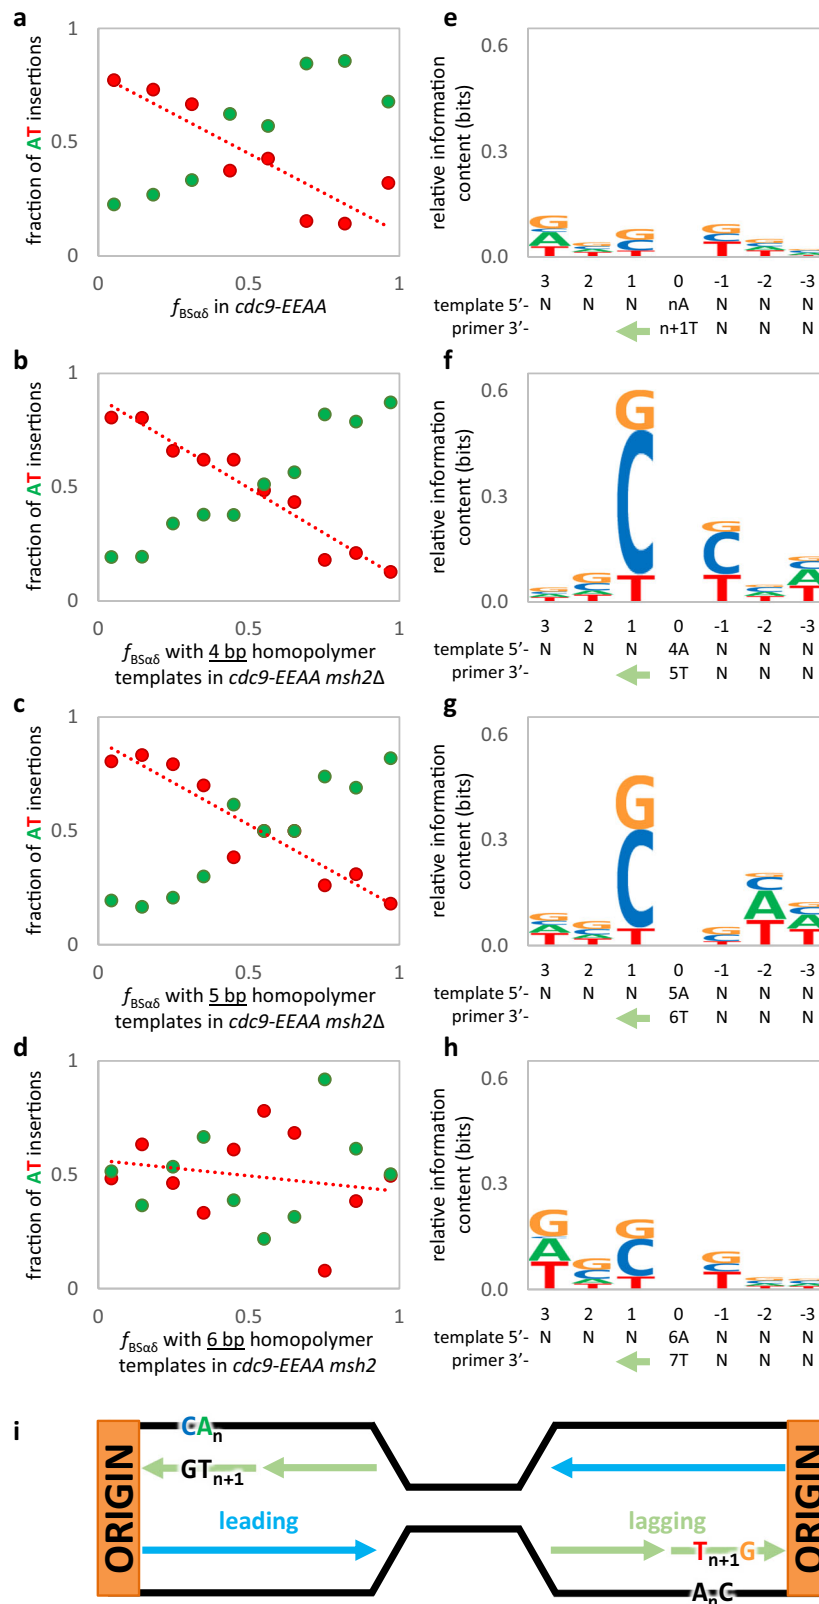 a
1
0.5
0
fraction of AT insertions
0
0.5
1
fBSαδ in cdc9-EEAA
e
0.6
0.3
0.0
relative information
content (bits)
G A T
G C A T
G C T
G C T
G C A T
3 2 1 0 -1 -2 -3
template 5′- N N N nA N N N
primer 3′- n+1T N N N
b
1
0.5
0
fraction of AT insertions
0
0.5
1
fBSαδ with 4 bp homopolymer
templates in cdc9-EEAA msh2Δ
f
0.6
0.3
0.0
relative information
content (bits)
G C T
G C T
G C A T
3 2 1 0 -1 -2 -3
template 5′- N N N 4A N N N
primer 3′- 5T N N N
c
1
0.5
0
fraction of AT insertions
0
0.5
1
fBSαδ with 5 bp homopolymer
templates in cdc9-EEAA msh2Δ
g
0.6
0.3
0.0
relative information
content (bits)
G C A T
G C A T
G C T
G C T
G C A T
G C A T
3 2 1 0 -1 -2 -3
template 5′- N N N 5A N N N
primer 3′- 6T N N N
d
1
0.5
0
fraction of AT insertions
0
0.5
1
fBSαδ with 6 bp homopolymer
templates in cdc9-EEAA msh2
h
0.6
0.3
0.0
relative information
content (bits)
G A T
G C A T
G C T
G C T
3 2 1 0 -1 -2 -3
template 5′- N N N 6A N N N
primer 3′- 7T N N N
i
ORIGIN
CAn
GTn+1
leading
lagging
Tn+1G
AnC
ORIGIN